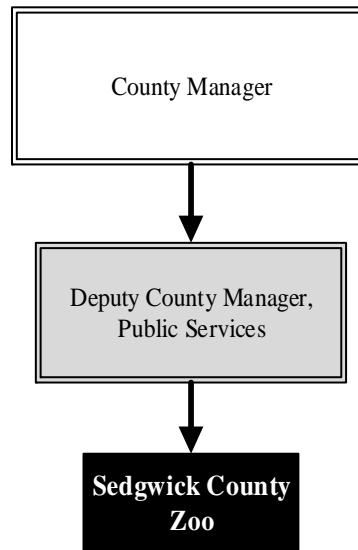 County Manager
Deputy County Manager,
Public Services
Sedgwick County
Zoo